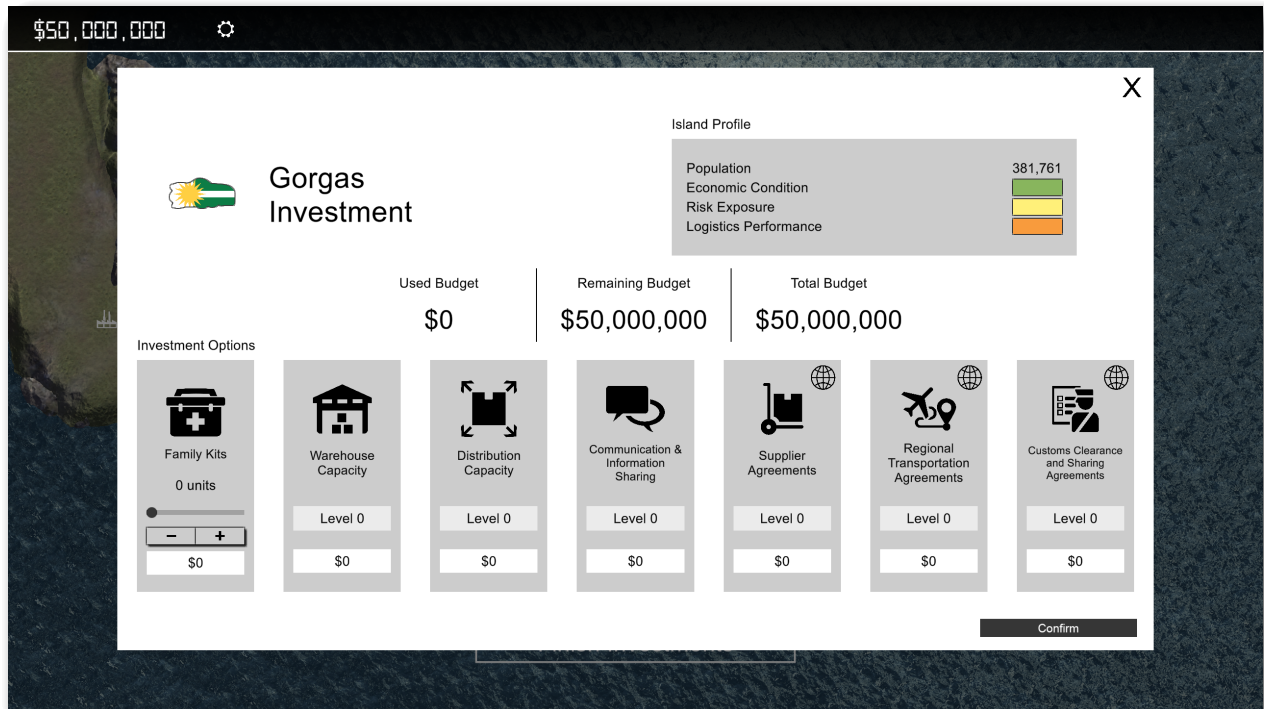 $50,000,000
X
Island Profile
Gorgas
Investment
Population 381,761
Economic Condition
Risk Exposure
Logistics Performance
Used Budget
$0
Remaining Budget
$50,000,000
Total Budget
$50,000,000
Investment Options
Family Kits
0 units
− +
$0
Warehouse
Capacity
Level 0
$0
Distribution
Capacity
Level 0
$0
Communication &
Information
Sharing
Level 0
$0
Supplier
Agreements
Level 0
$0
Regional
Transportation
Agreements
Level 0
$0
Customs Clearance
and Sharing
Agreements
Level 0
$0
Confirm